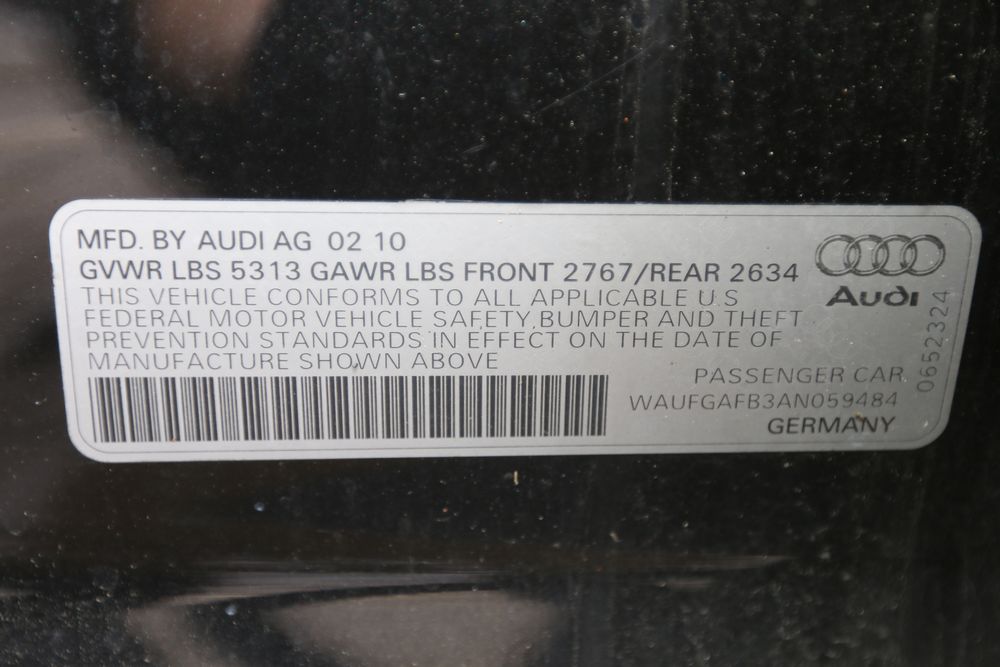 MFD. BY AUDI AG 02 10
GVWR LBS 5313 GAWR LBS FRONT 2767/REAR 2634
THIS VEHICLE CONFORMS TO ALL APPLICABLE U.S
FEDERAL MOTOR VEHICLE SAFETY,BUMPER AND THEFT
PREVENTION STANDARDS IN EFFECT ON THE DATE OF
MANUFACTURE SHOWN ABOVE
Audi
0652324
PASSENGER CAR
WAUFGAFB3AN059484
GERMANY